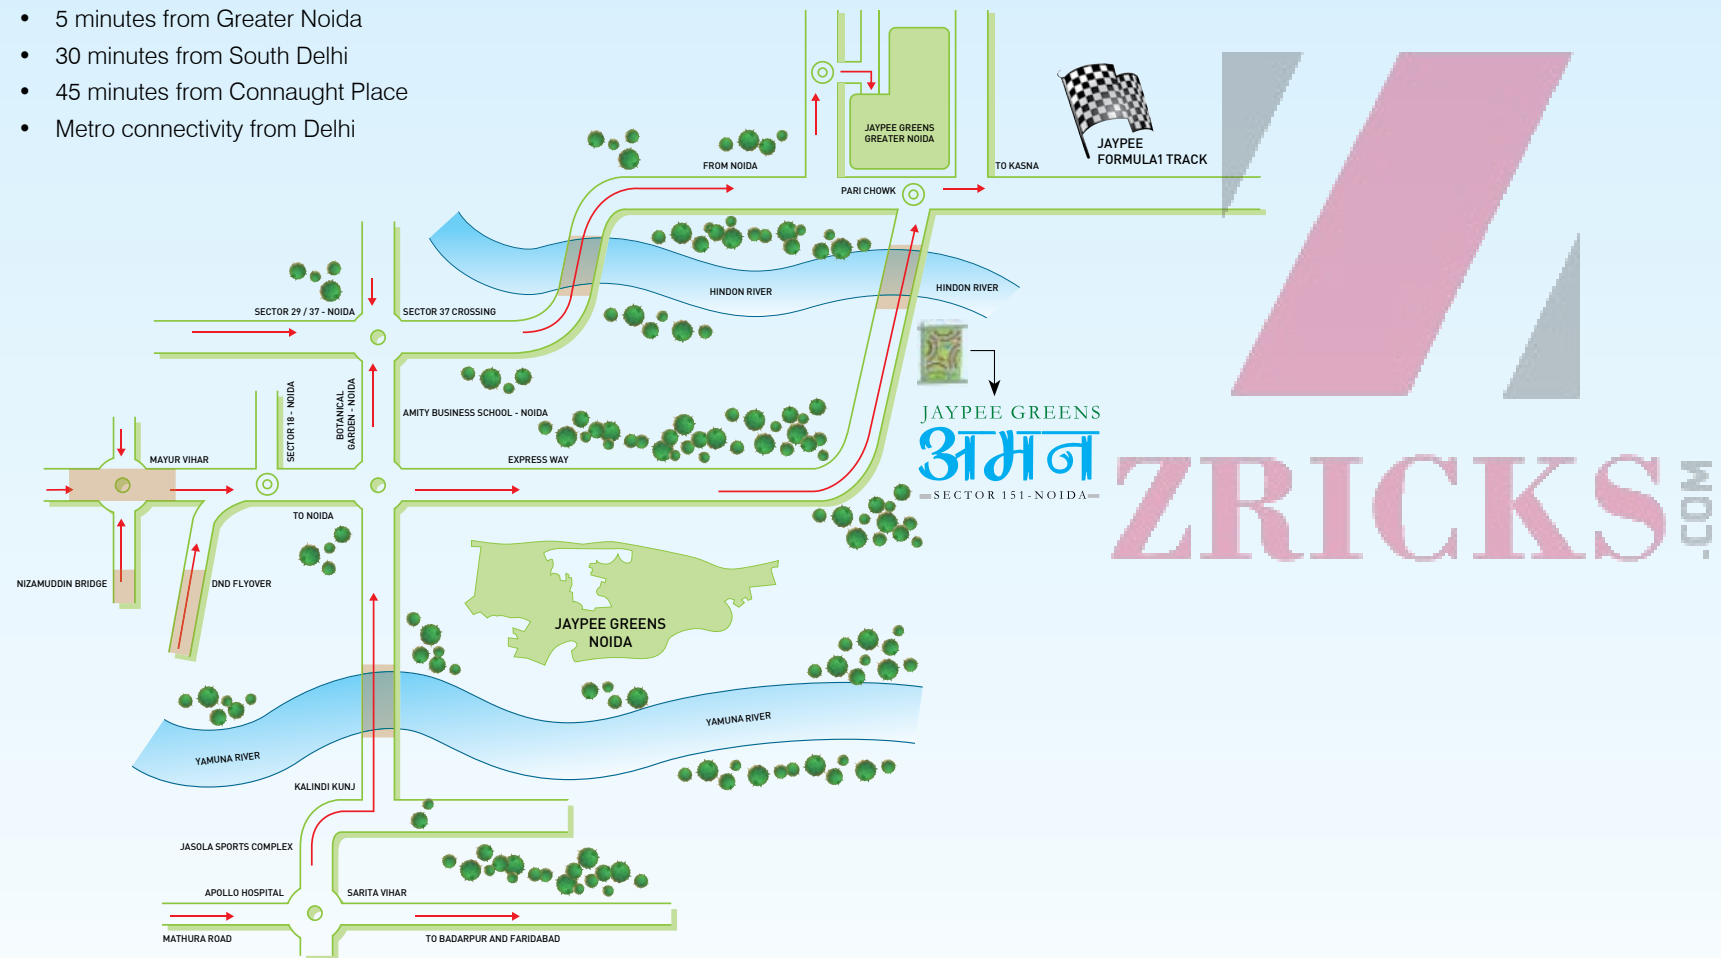 • 5 minutes from Greater Noida
• 30 minutes from South Delhi
• 45 minutes from Connaught Place
• Metro connectivity from Delhi
JAYPEE GREENS
GREATER NOIDA
JAYPEE
FORMULA1 TRACK
FROM NOIDA
TO KASNA
PARI CHOWK
HINDON RIVER
HINDON RIVER
SECTOR 29 / 37 - NOIDA
SECTOR 37 CROSSING
SECTOR 18 - NOIDA
BOTANICAL
GARDEN - NOIDA
AMITY BUSINESS SCHOOL - NOIDA
JAYPEE GREENS
अमन
SECTOR 151-NOIDA
MAYUR VIHAR
EXPRESS WAY
ZRICKS
.COM
TO NOIDA
NIZAMUDDIN BRIDGE
DND FLYOVER
JAYPEE GREENS
NOIDA
YAMUNA RIVER
YAMUNA RIVER
KALINDI KUNJ
JASOLA SPORTS COMPLEX
APOLLO HOSPITAL
SARITA VIHAR
MATHURA ROAD
TO BADARPUR AND FARIDABAD